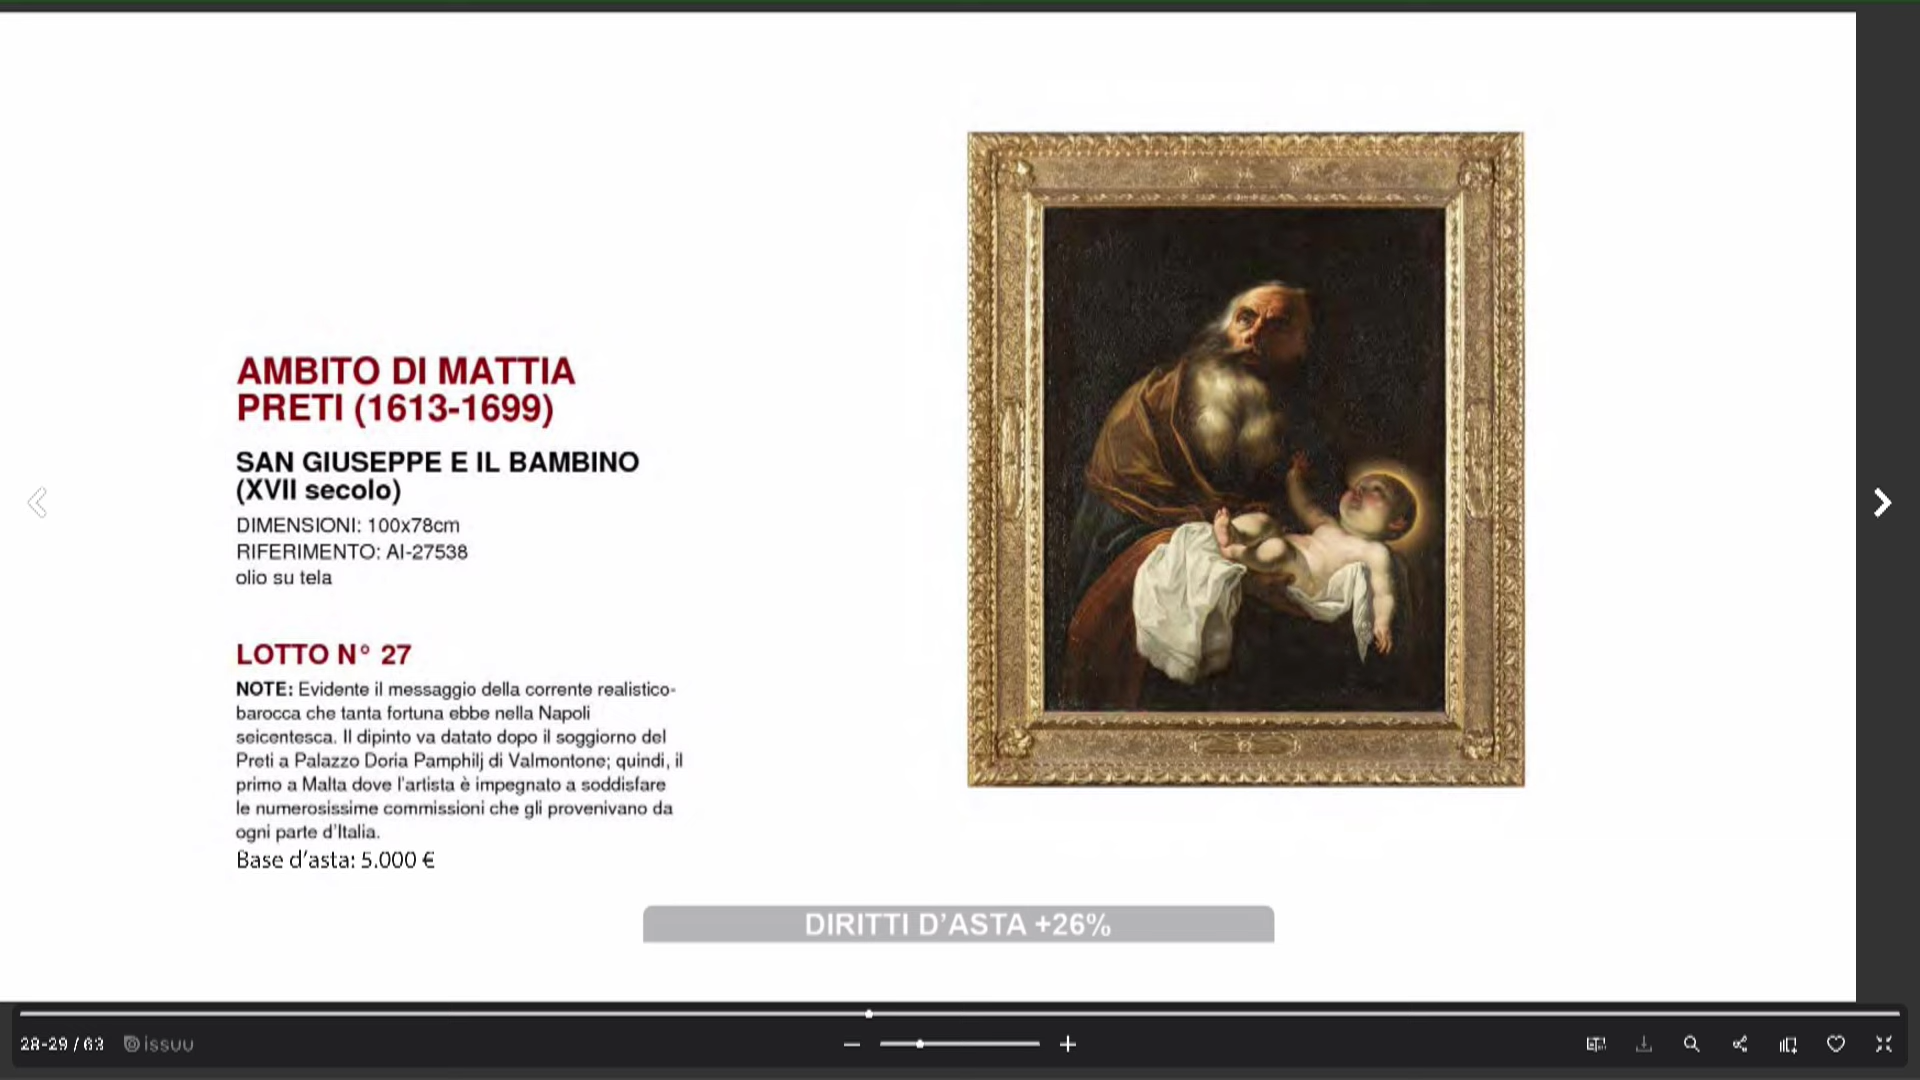 AMBITO DI MATTIA
PRETI (1613-1699)
SAN GIUSEPPE E IL BAMBINO
(XVII secolo)
DIMENSIONI: 100x78cm
RIFERIMENTO: AI-27538
olio su tela
LOTTO N° 27
NOTE: Evidente il messaggio della corrente realistico-
barocca che tanta fortuna ebbe nella Napoli
seicentesca. Il dipinto va datato dopo il soggiorno del
Preti a Palazzo Doria Pamphilj di Valmontone; quindi, il
primo a Malta dove l'artista è impegnato a soddisfare
le numerosissime commissioni che gli provenivano da
ogni parte d'Italia.
Base d'asta: 5.000 €
DIRITTI D'ASTA +26%
28-29 / 63 issuu